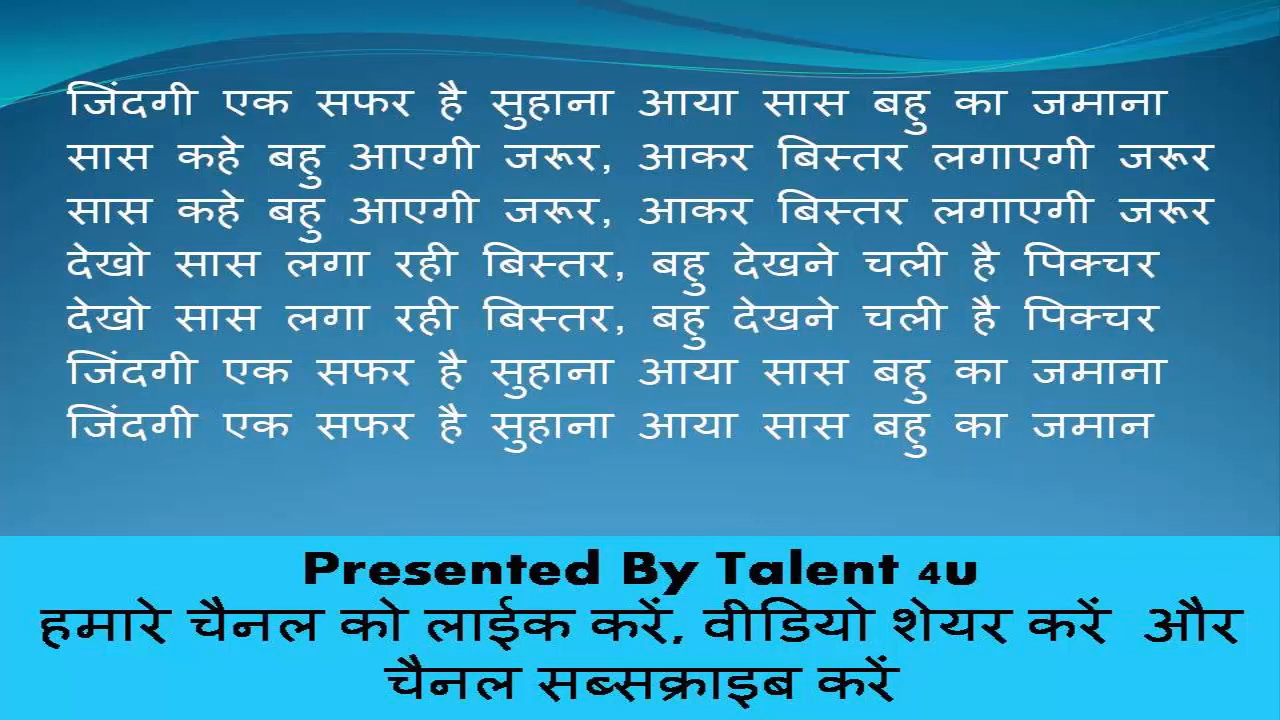 जिंदगी एक सफर है सुहाना आया सास बहु का जमाना
सास कहे बहु आएगी जरूर, आकर बिस्तर लगाएगी जरूर
सास कहे बहु आएगी जरूर, आकर बिस्तर लगाएगी जरूर
देखो सास लगा रही बिस्तर, बहु देखने चली है पिक्चर
देखो सास लगा रही बिस्तर, बहु देखने चली है पिक्चर
जिंदगी एक सफर है सुहाना आया सास बहु का जमाना
जिंदगी एक सफर है सुहाना आया सास बहु का जमान
Presented By Talent 4u
हमारे चैनल को लाईक करें, वीडियो शेयर करें और
चैनल सब्सक्राइब करें